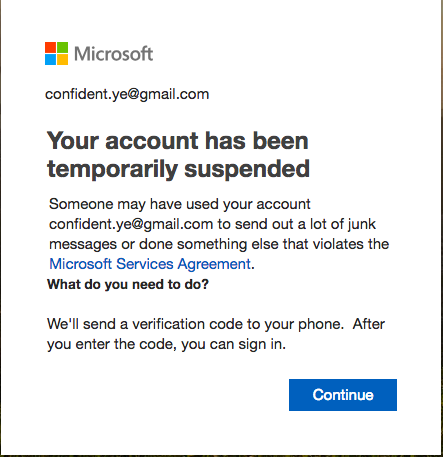 Microsoft
confident.ye@gmail.com
Your account has been
temporarily suspended
Someone may have used your account
confident.ye@gmail.com to send out a lot of junk
messages or done something else that violates the
Microsoft Services Agreement.
What do you need to do?
We'll send a verification code to your phone.  After
you enter the code, you can sign in.
Continue